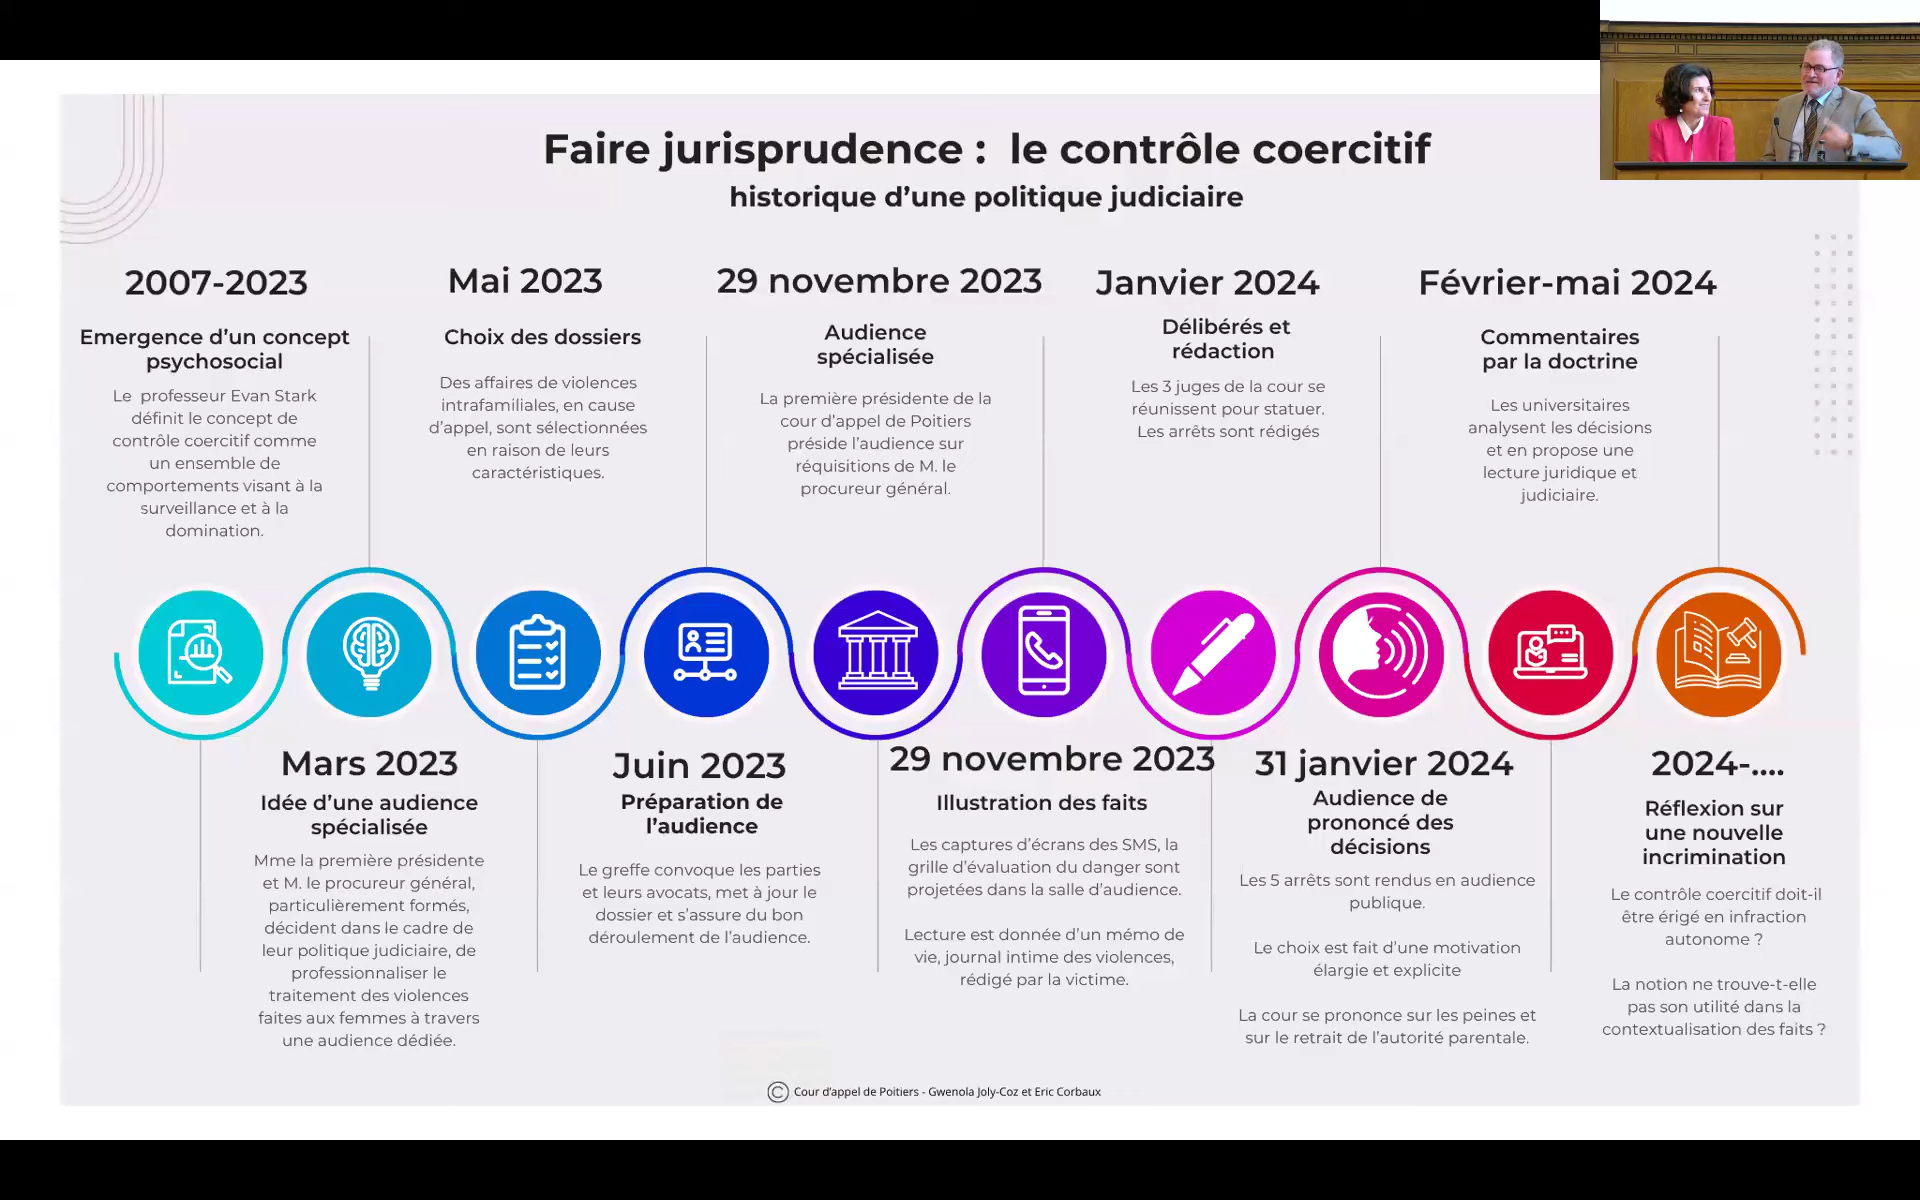 Faire jurisprudence : le contrôle coercitif
historique d'une politique judiciaire
2007-2023
Emergence d'un concept
psychosocial
Le professeur Evan Stark
définit le concept de
contrôle coercitif comme
un ensemble de
comportements visant à la
surveillance et à la
domination.
Mars 2023
Idée d'une audience
spécialisée
Mme la première présidente
et M. le procureur général,
particulièrement formés,
décident dans le cadre de
leur politique judiciaire, de
professionnaliser le
traitement des violences
faites aux femmes à travers
une audience dédiée.
Mai 2023
Choix des dossiers
Des affaires de violences
intrafamiliales, en cause
d'appel, sont sélectionnées
en raison de leurs
caractéristiques.
Juin 2023
Préparation de
l'audience
Le greffe convoque les parties
et leurs avocats, met à jour le
dossier et s'assure du bon
déroulement de l'audience.
29 novembre 2023
Audience
spécialisée
La première présidente de la
cour d'appel de Poitiers
préside l'audience sur
réquisitions de M. le
procureur général.
29 novembre 2023
Illustration des faits
Les captures d'écrans des SMS, la
grille d'évaluation du danger sont
projetées dans la salle d'audience.
Lecture est donnée d'un mémo de
vie, journal intime des violences,
rédigé par la victime.
Janvier 2024
Délibérés et
rédaction
Les 3 juges de la cour se
réunissent pour statuer.
Les arrêts sont rédigés
31 janvier 2024
Audience de
prononcé des
décisions
Les 5 arrêts sont rendus en audience
publique.
Le choix est fait d'une motivation
élargie et explicite
La cour se prononce sur les peines et
sur le retrait de l'autorité parentale.
Février-mai 2024
Commentaires
par la doctrine
Les universitaires
analysent les décisions
et en propose une
lecture juridique et
judiciaire.
2024-....
Réflexion sur
une nouvelle
incrimination
Le contrôle coercitif doit-il
être érigé en infraction
autonome ?
La notion ne trouve-t-elle
pas son utilité dans la
contextualisation des faits ?
© Cour d'appel de Poitiers - Gwenola Joly-Coz et Eric Corbaux